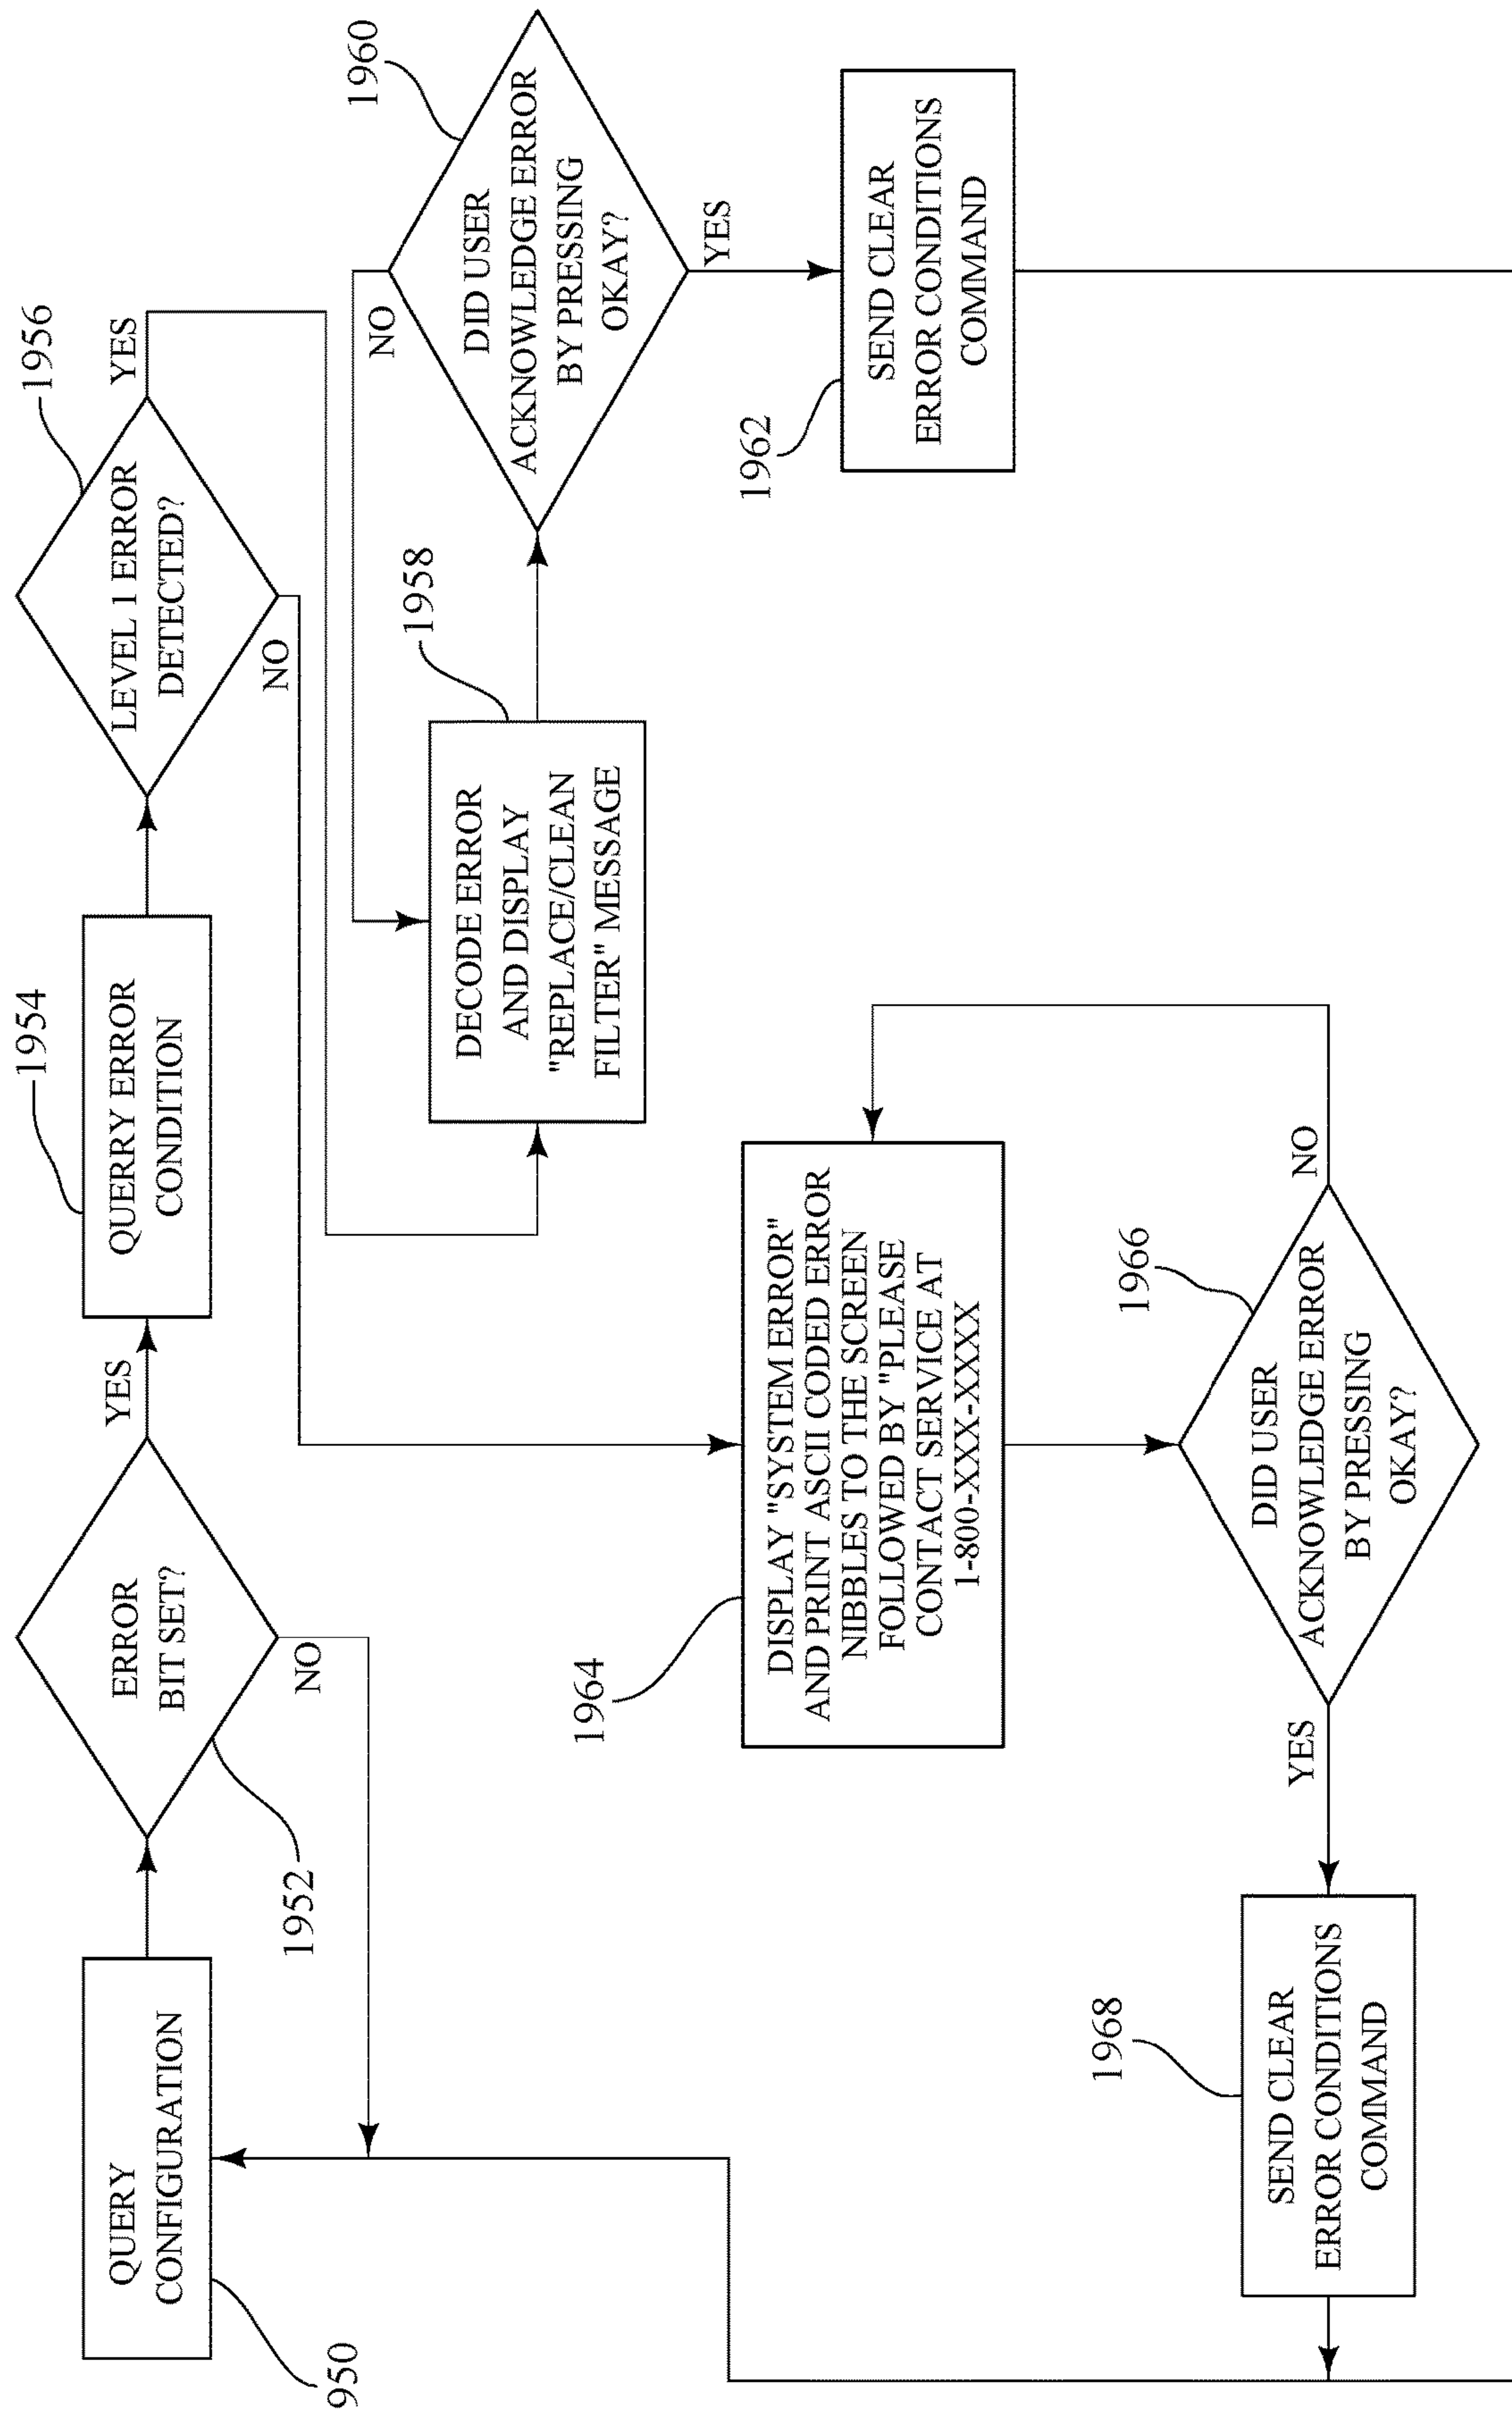 QUERY
CONFIGURATION
950
ERROR
BIT SET?
1952
YES
NO
QUERRY ERROR
CONDITION
1954
LEVEL 1 ERROR
DETECTED?
1956
YES
NO
DECODE ERROR
AND DISPLAY
"REPLACE/CLEAN
FILTER" MESSAGE
1958
DID USER
ACKNOWLEDGE ERROR
BY PRESSING
OKAY?
1960
NO
YES
SEND CLEAR
ERROR CONDITIONS
COMMAND
1962
DISPLAY "SYSTEM ERROR"
AND PRINT ASCII CODED ERROR
NIBBLES TO THE SCREEN
FOLLOWED BY "PLEASE
CONTACT SERVICE AT
1-800-XXX-XXXX
1964
DID USER
ACKNOWLEDGE ERROR
BY PRESSING
OKAY?
1966
NO
YES
SEND CLEAR
ERROR CONDITIONS
COMMAND
1968